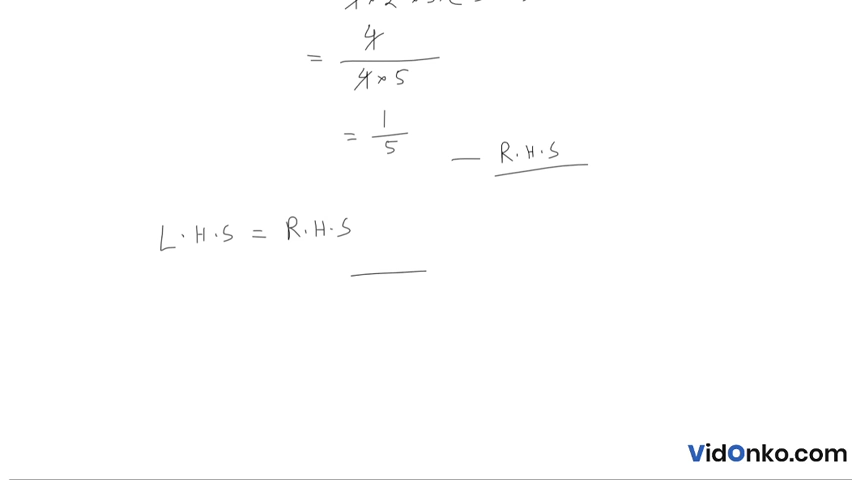 = 4 / 4 × 5
= 1 / 5
— R.H.S
L.H.S = R.H.S
VidOnko.com